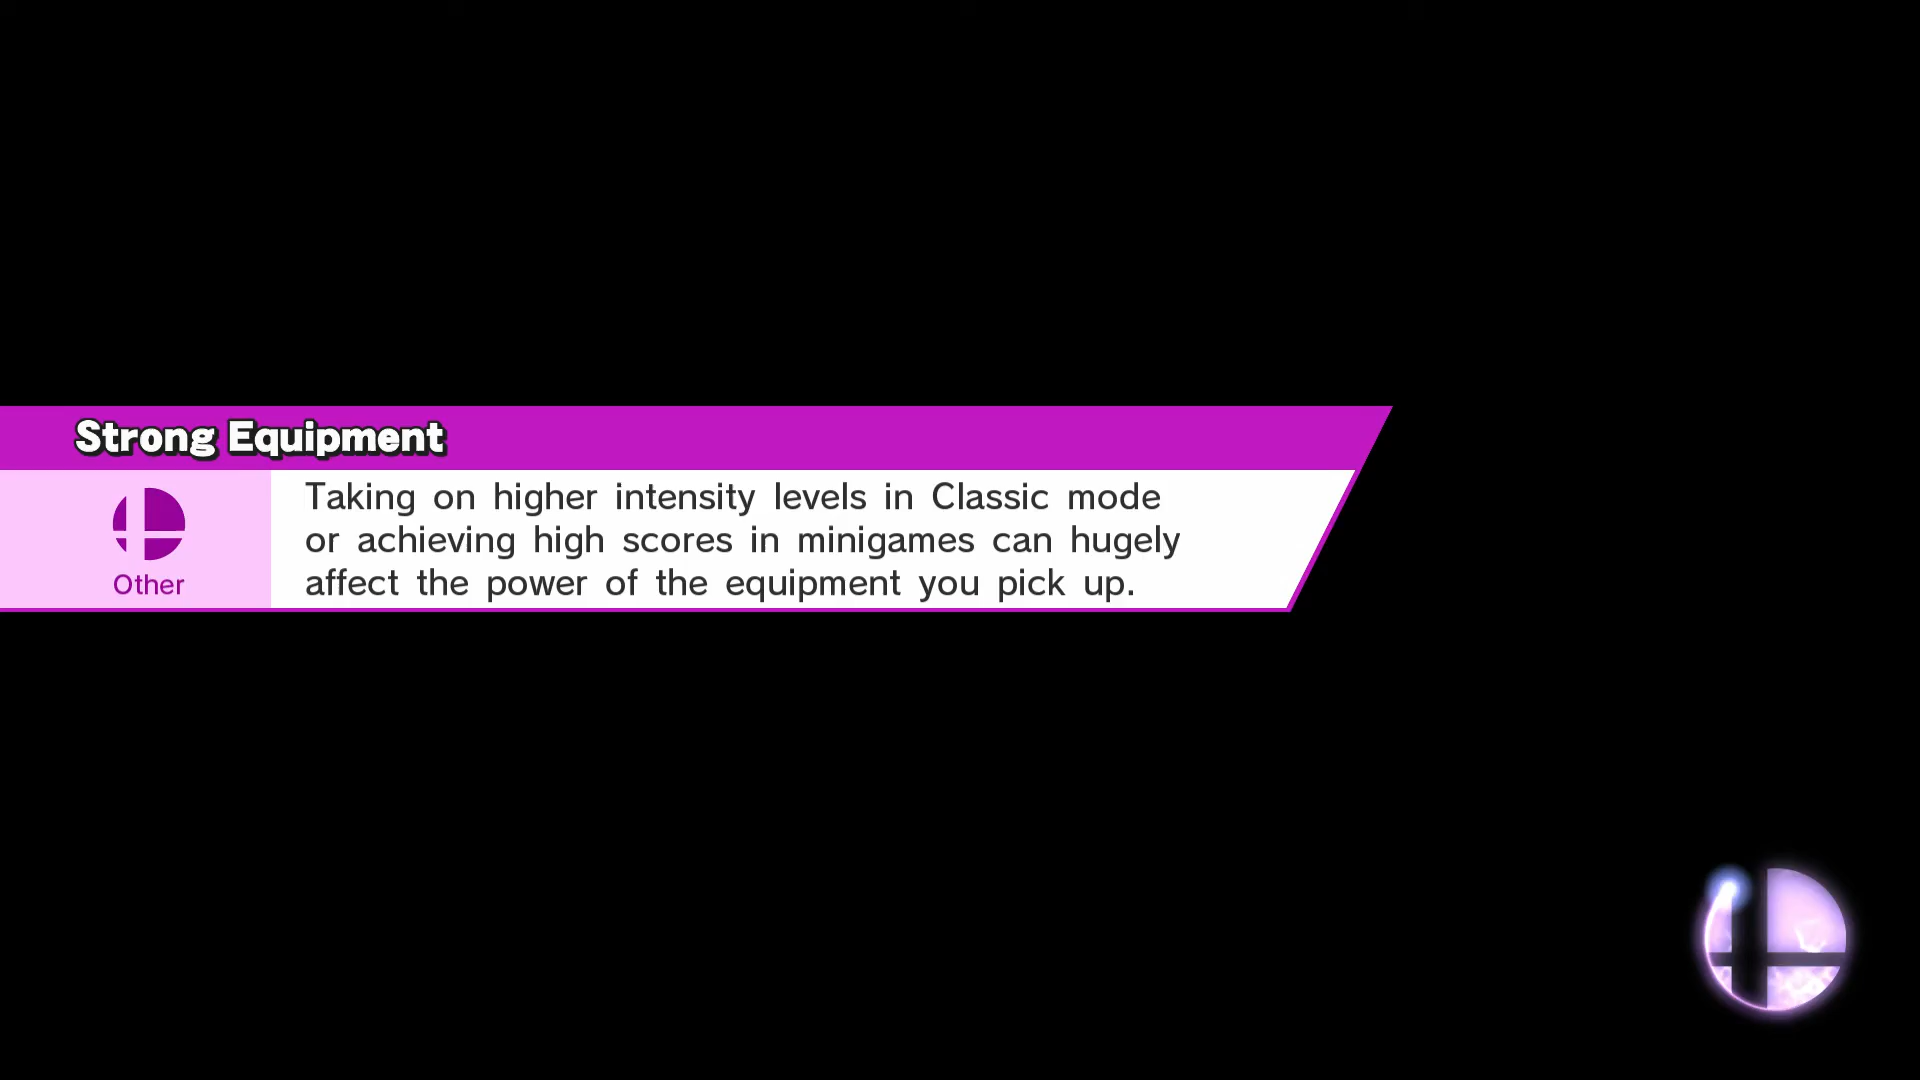 Strong Equipment
Other
Taking on higher intensity levels in Classic mode
or achieving high scores in minigames can hugely
affect the power of the equipment you pick up.